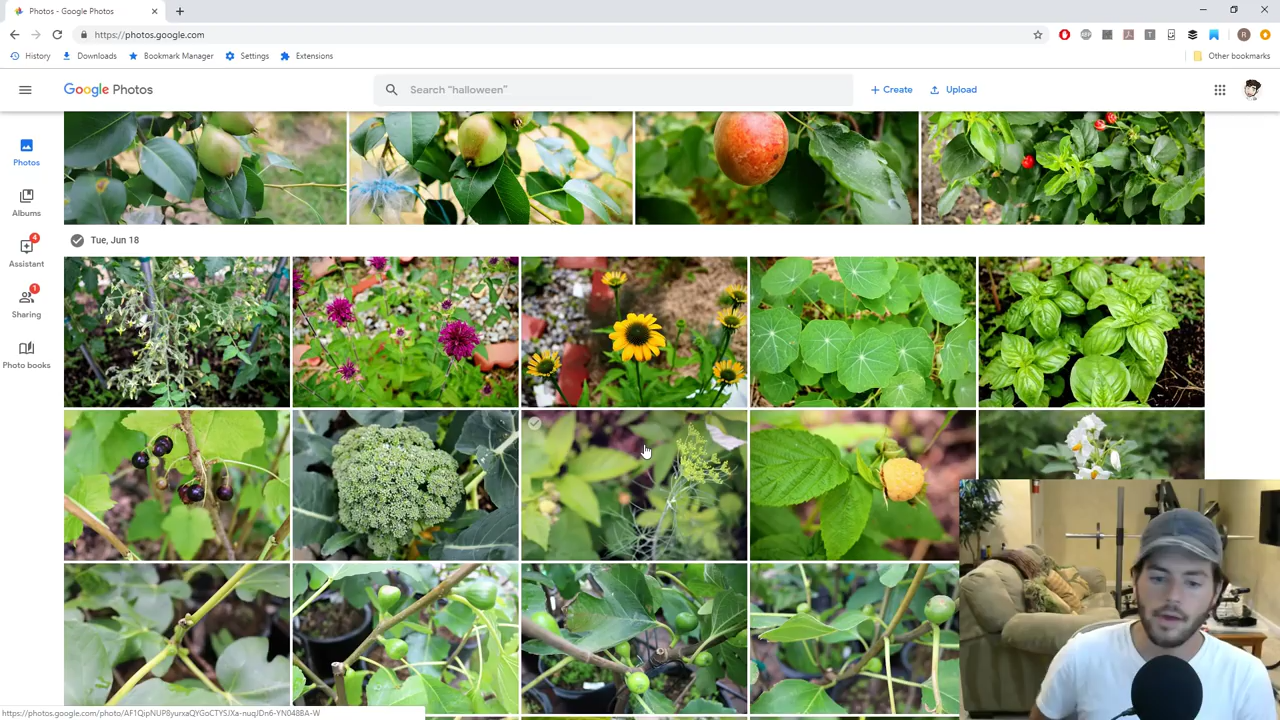 Photos - Google Photos
https://photos.google.com
History
Downloads
Bookmark Manager
Settings
Extensions
Other bookmarks
Google Photos
Search "halloween"
Create
Upload
Photos
Albums
4
Assistant
1
Sharing
Photo books
Tue, Jun 18